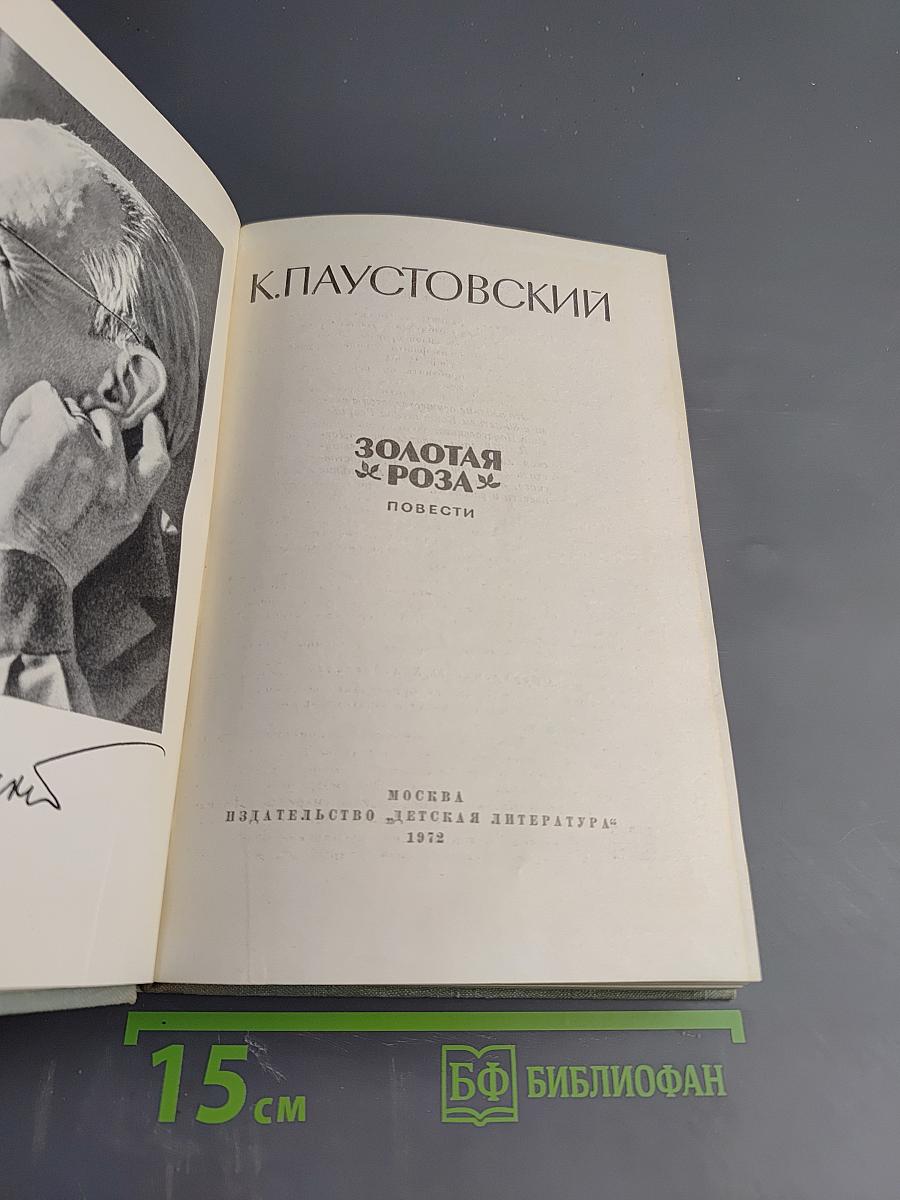 К.ПАУСТОВСКИЙ
ЗОЛОТАЯ
РОЗА
ПОВЕСТИ
МОСКВА
ИЗДАТЕЛЬСТВО „ДЕТСКАЯ ЛИТЕРАТУРА“
1972
15 см
БФ БИБЛИОФАН